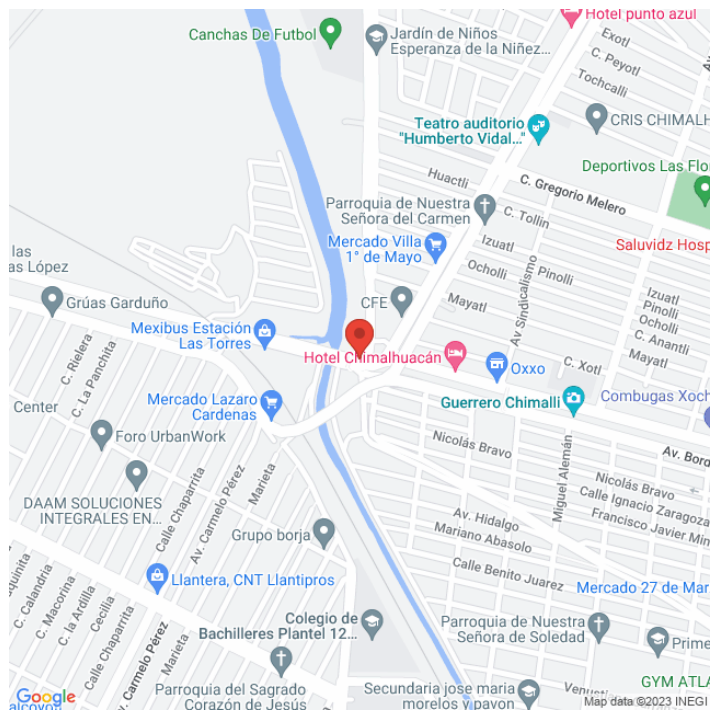 Hotel punto azul
Canchas De Futbol
Jardín de Niños
Esperanza de la Niñez...
Exotl
C. Peyotl
Tochcalli
Teatro auditorio
"Humberto Vidal..."
CRIS CHIMALH
Deportivos Las Flo
Huactli
C. Gregorio Melero
Parroquia de Nuestra
Señora del Carmen
C. Tollin
Izuatl
Mercado Villa
1° de Mayo
Ocholli
Pinolli
Saluvidz Hosp
las
as López
Grúas Garduño
CFE
Mayatl
Av Sindicalismo
Izuatl
Pinolli
Ocholli
C. Anantli
Mayatl
Mexibus Estación
Las Torres
C. Rielera
C. La Panchita
Hotel Chimalhuacán
Oxxo
C. Xotl
Mercado Lazaro
Cardenas
Guerrero Chimalli
Combugas Xoch
Center
Foro UrbanWork
Nicolás Bravo
Av. Bord
DAAM SOLUCIONES
INTEGRALES EN...
Calle Chaparrita
Av. Carmelo Pérez
Marieta
Miguel Alemán
Nicolás Bravo
Calle Ignacio Zaragoza
Francisco Javier Min
Av. Hidalgo
Mariano Abasolo
Grupo borja
Calle Benito Juarez
Llantera, CNT Llantipros
Mercado 27 de Mar
aquinita
C. Calandria
C. Macorina
C. la Ardilla
Cecilia
Calle Chaparrita
Av. Carmelo Pérez
Marieta
Colegio de
Bachilleres Plantel 12...
Parroquia de Nuestra
Señora de Soledad
Prime
GYM ATLA
Parroquia del Sagrado
Corazón de Jesús
Secundaria jose maria
morelos y pavon
Venus
alcoyo
Google
Map data ©2023 INEGI